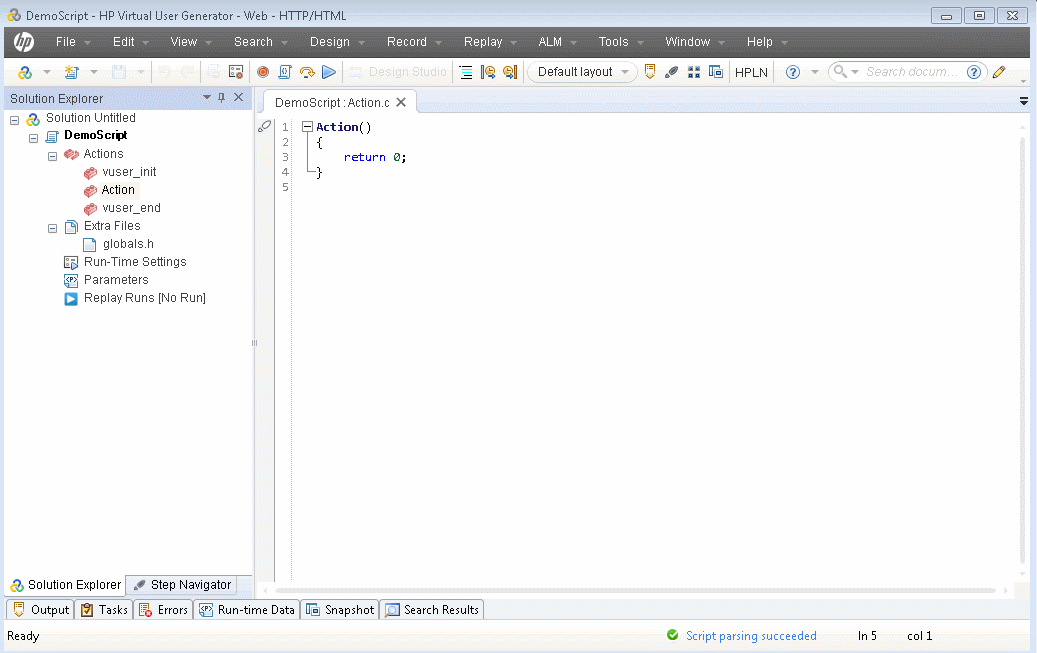 DemoScript - HP Virtual User Generator - Web - HTTP/HTML
hp File Edit View Search Design Record Replay ALM Tools Window Help
Design Studio Default layout HPLN Search docum...
Solution Explorer
DemoScript : Action.c
Solution Untitled
DemoScript
Actions
vuser_init
Action
vuser_end
Extra Files
globals.h
Run-Time Settings
Parameters
Replay Runs [No Run]
1 Action()
2 {
3 return 0;
4 }
5
Solution Explorer Step Navigator
Output Tasks Errors Run-time Data Snapshot Search Results
Ready Script parsing succeeded ln 5 col 1